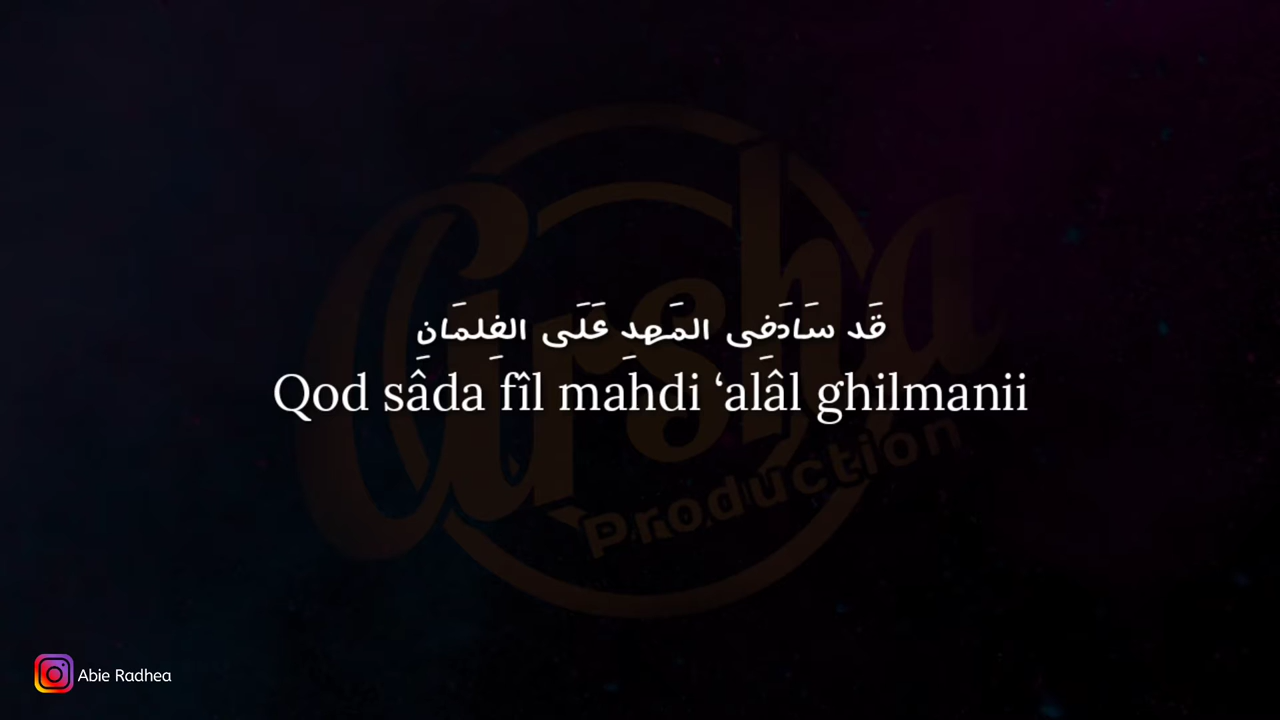 قَد سَادَفِى المَهدِ عَلَى الغِلمَانِ
Qod sâda fîl mahdi ‘alâl ghilmanii
Arsha
Production
Abie Radhea